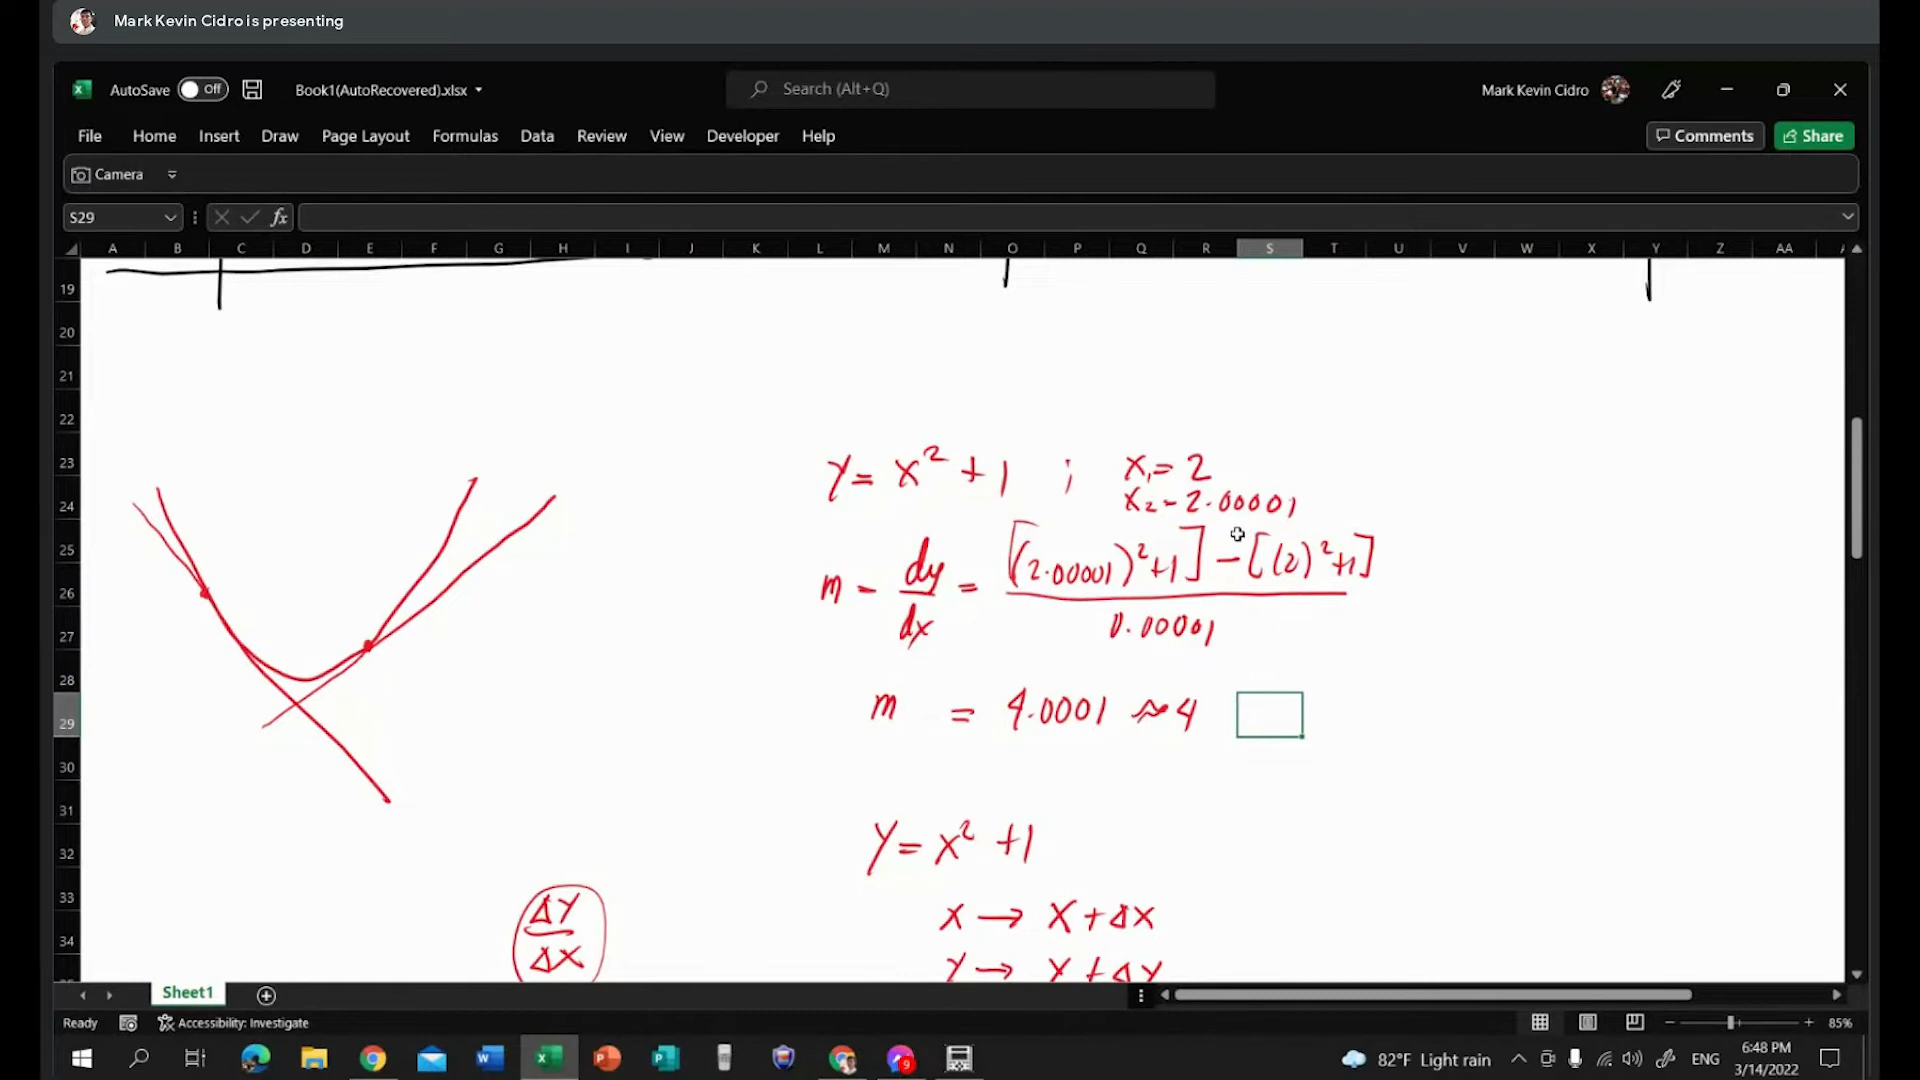 Mark Kevin Cidro is presenting
AutoSave Off Book1(AutoRecovered).xlsx Search (Alt+Q) Mark Kevin Cidro
File Home Insert Draw Page Layout Formulas Data Review View Developer Help Comments Share
Camera
S29 fx
A B C D E F G H I J K L M N O P Q R S T U V W X Y Z AA
19
20
21
22
23
24
25
26
27
28
29
30
31
32
33
34
y = x² + 1 ; x₁ = 2
x₂ = 2.00001
m = dy/dx = [(2.00001)² + 1] - [(2)² + 1] / 0.00001
m = 4.0001 ≈ 4
y = x² + 1
ΔY/ΔX
x → x + Δx
y → y + Δy
Sheet1
Ready Accessibility: Investigate 85%
9 82°F Light rain ENG 6:48 PM
3/14/2022